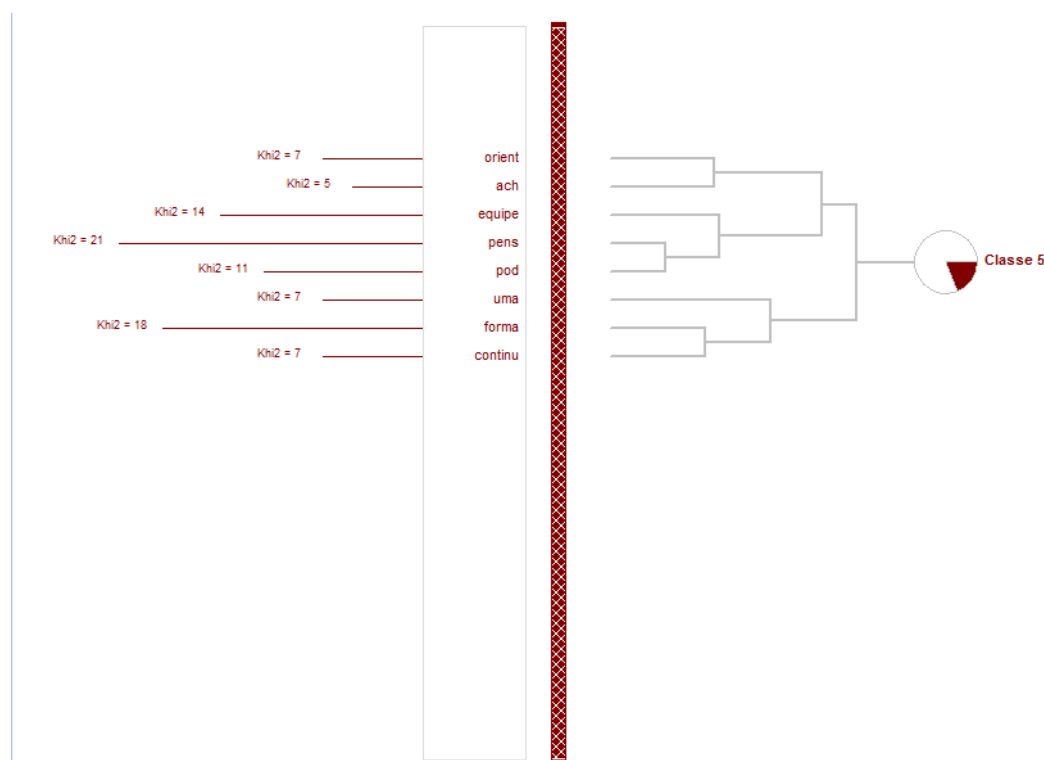 Khi2 = 7 orient
Khi2 = 5 ach
Khi2 = 14 equipe
Khi2 = 21 pens
Khi2 = 11 pod
Khi2 = 7 uma
Khi2 = 18 forma
Khi2 = 7 continu
Classe 5